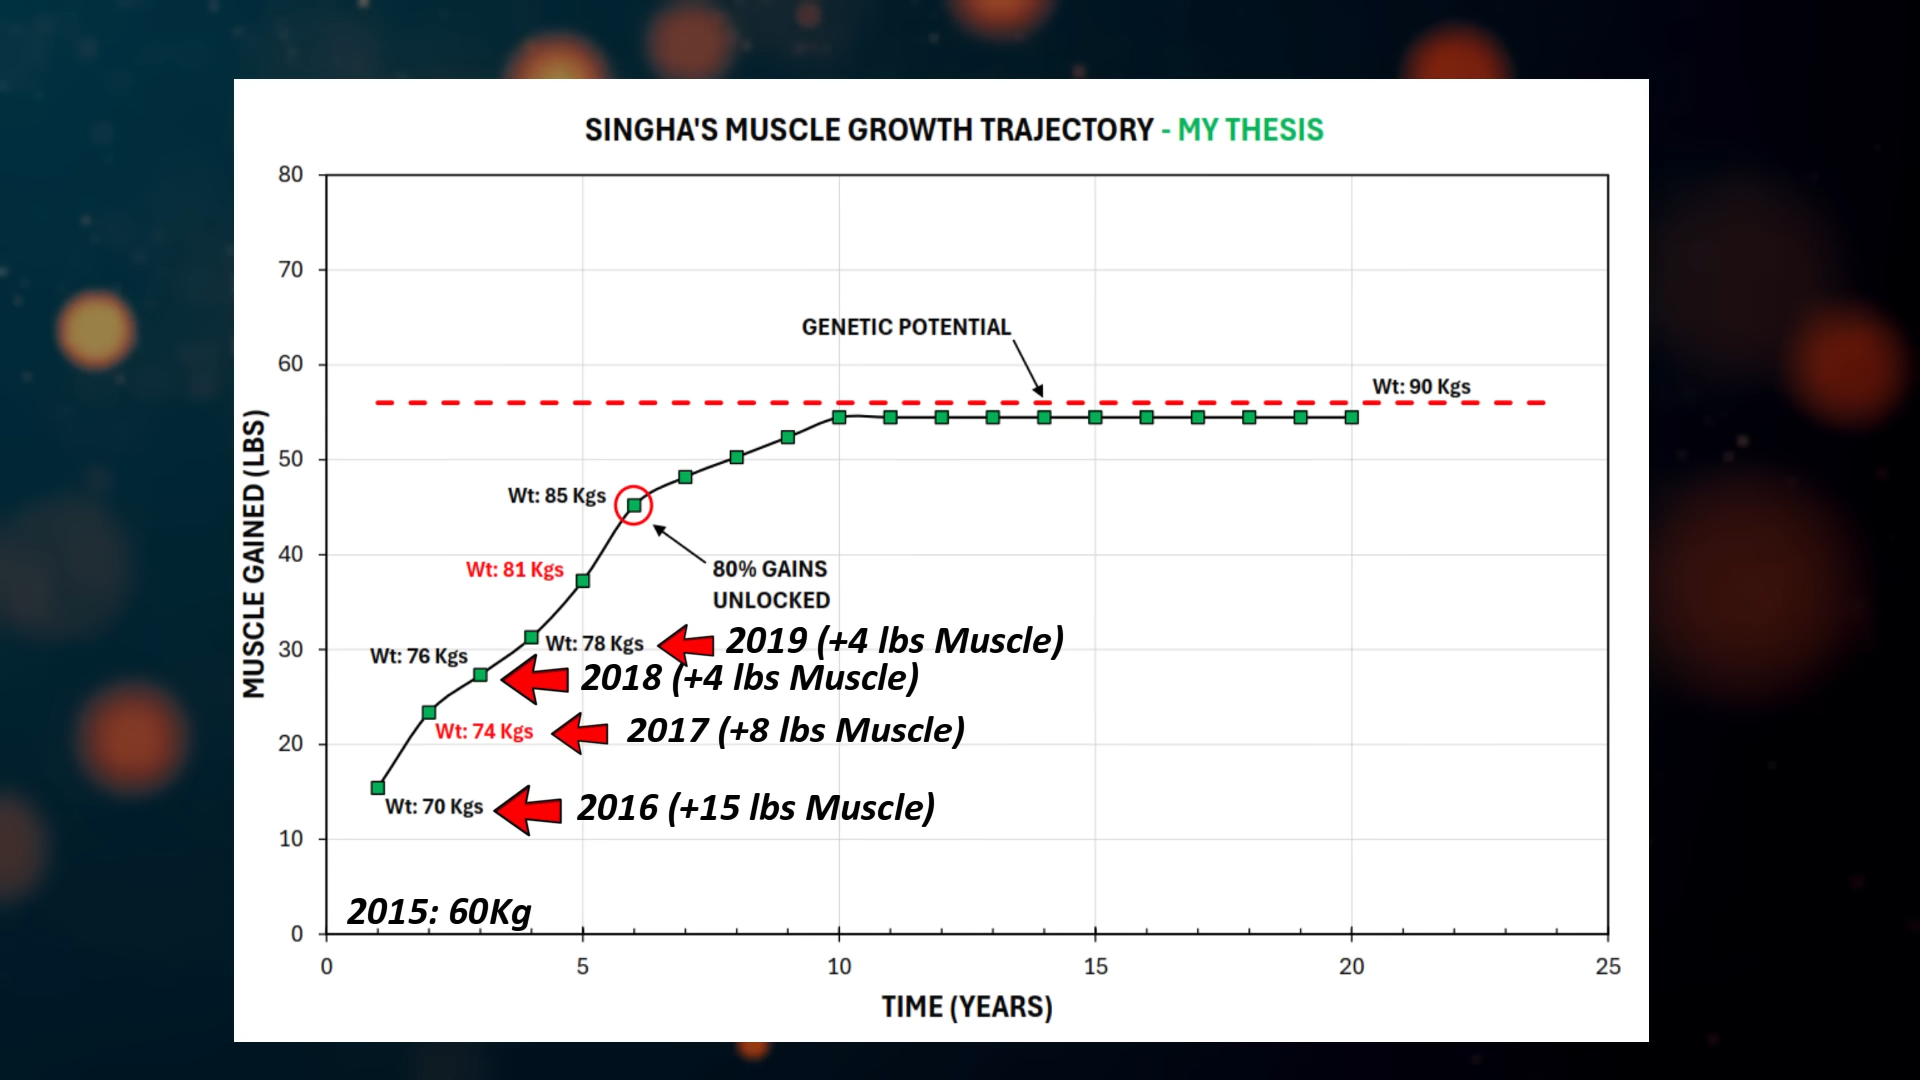 SINGHA'S MUSCLE GROWTH TRAJECTORY - MY THESIS
80
70
60
50
40
30
20
10
0
MUSCLE GAINED (LBS)
GENETIC POTENTIAL
Wt: 90 Kgs
Wt: 85 Kgs
80% GAINS
UNLOCKED
Wt: 81 Kgs
Wt: 78 Kgs
2019 (+4 lbs Muscle)
Wt: 76 Kgs
2018 (+4 lbs Muscle)
Wt: 74 Kgs
2017 (+8 lbs Muscle)
Wt: 70 Kgs
2016 (+15 lbs Muscle)
2015: 60Kg
0
5
10
15
20
25
TIME (YEARS)